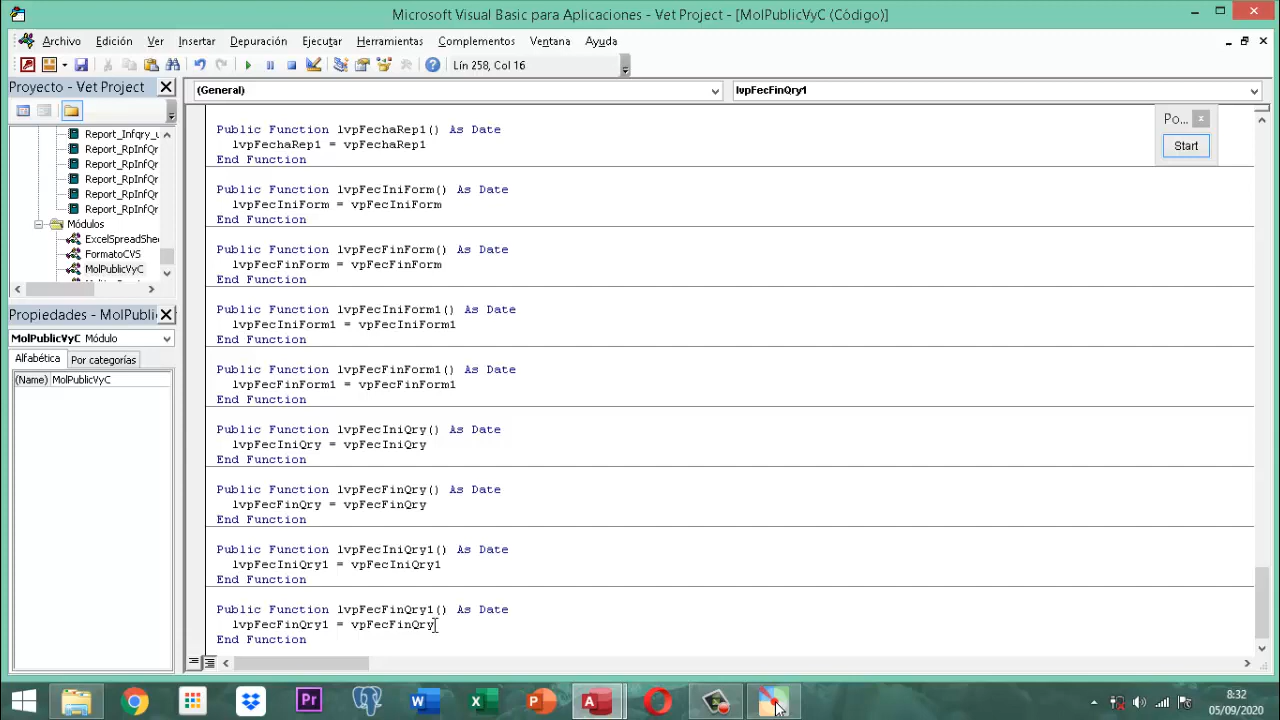 Microsoft Visual Basic para Aplicaciones - Vet Project - [MolPublicVyC (Código)]
Archivo Edición Ver Insertar Depuración Ejecutar Herramientas Complementos Ventana Ayuda
Lín 258, Col 16
Proyecto - Vet Project
(General)
lvpFecFinQry1
Report_Infqry_u
Report_RpInfQr
Report_RpInfQr
Report_RpInfQr
Report_RpInfQr
Report_RpInfQr
Módulos
ExcelSpreadShe
FormatoCVS
MolPublicVyC
Propiedades - MolPubli
MolPublicVyC Módulo
Alfabética Por categorías
(Name) MolPublicVyC
Po...
Start
Public Function lvpFechaRep1() As Date
lvpFechaRep1 = vpFechaRep1
End Function
Public Function lvpFecIniForm() As Date
lvpFecIniForm = vpFecIniForm
End Function
Public Function lvpFecFinForm() As Date
lvpFecFinForm = vpFecFinForm
End Function
Public Function lvpFecIniForm1() As Date
lvpFecIniForm1 = vpFecIniForm1
End Function
Public Function lvpFecFinForm1() As Date
lvpFecFinForm1 = vpFecFinForm1
End Function
Public Function lvpFecIniQry() As Date
lvpFecIniQry = vpFecIniQry
End Function
Public Function lvpFecFinQry() As Date
lvpFecFinQry = vpFecFinQry
End Function
Public Function lvpFecIniQry1() As Date
lvpFecIniQry1 = vpFecIniQry1
End Function
Public Function lvpFecFinQry1() As Date
lvpFecFinQry1 = vpFecFinQry
End Function
8:32
05/09/2020